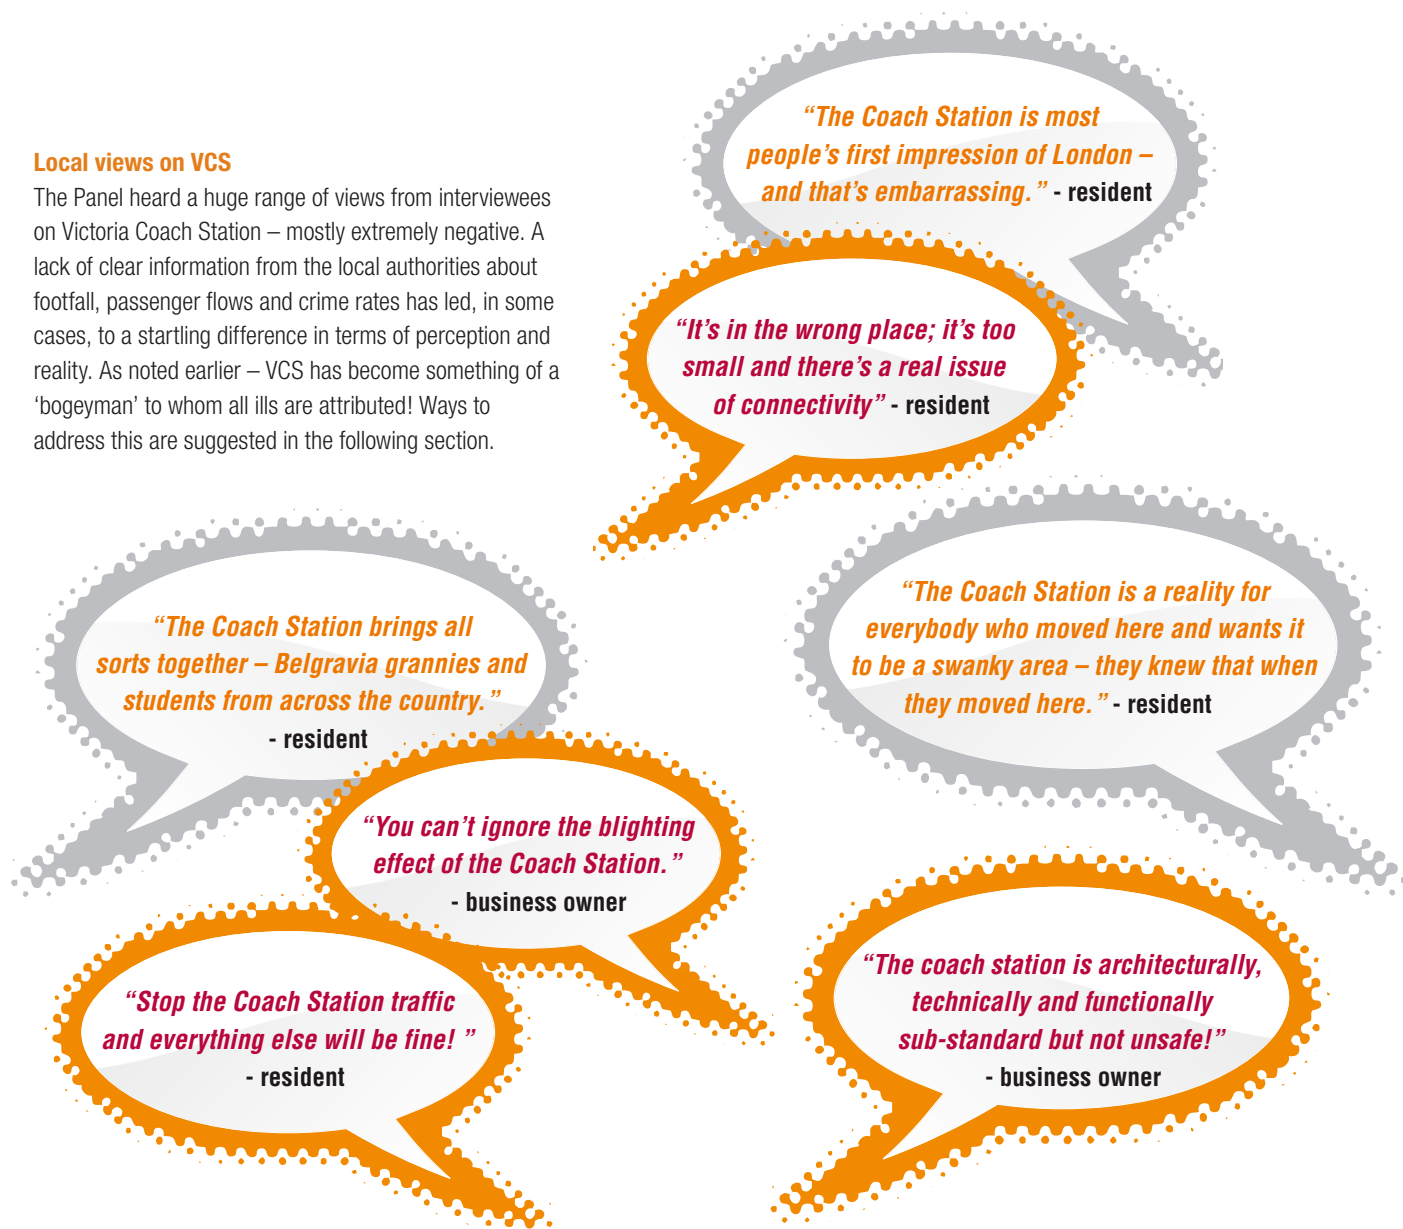 Local views on VCS
The Panel heard a huge range of views from interviewees
on Victoria Coach Station – mostly extremely negative. A
lack of clear information from the local authorities about
footfall, passenger flows and crime rates has led, in some
cases, to a startling difference in terms of perception and
reality. As noted earlier – VCS has become something of a
‘bogeyman’ to whom all ills are attributed! Ways to
address this are suggested in the following section.
“The Coach Station is most
people’s first impression of London –
and that’s embarrassing.” - resident
“It’s in the wrong place; it’s too
small and there’s a real issue
of connectivity” - resident
“The Coach Station brings all
sorts together – Belgravia grannies and
students from across the country.”
- resident
“The Coach Station is a reality for
everybody who moved here and wants it
to be a swanky area – they knew that when
they moved here.” - resident
“You can’t ignore the blighting
effect of the Coach Station.”
- business owner
“Stop the Coach Station traffic
and everything else will be fine! ”
- resident
“The coach station is architecturally,
technically and functionally
sub-standard but not unsafe!”
- business owner